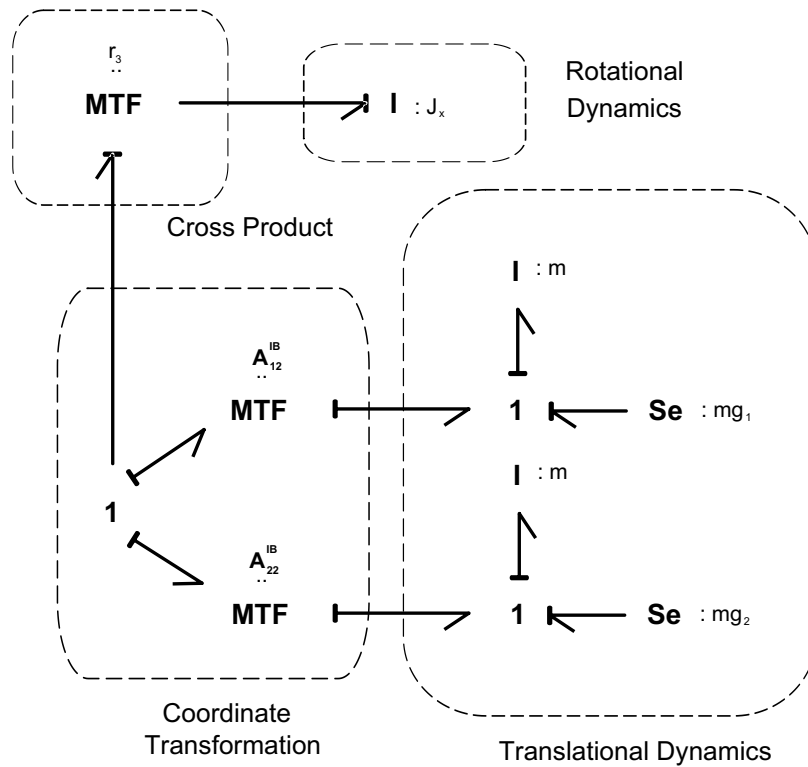 r₃
..
MTF
I : Jₓ
Rotational
Dynamics
Cross Product
I : m
A₁₂ᴵᴮ
..
MTF
1
Se : mg₁
I : m
1
A₂₂ᴵᴮ
..
MTF
1
Se : mg₂
Coordinate
Transformation
Translational Dynamics